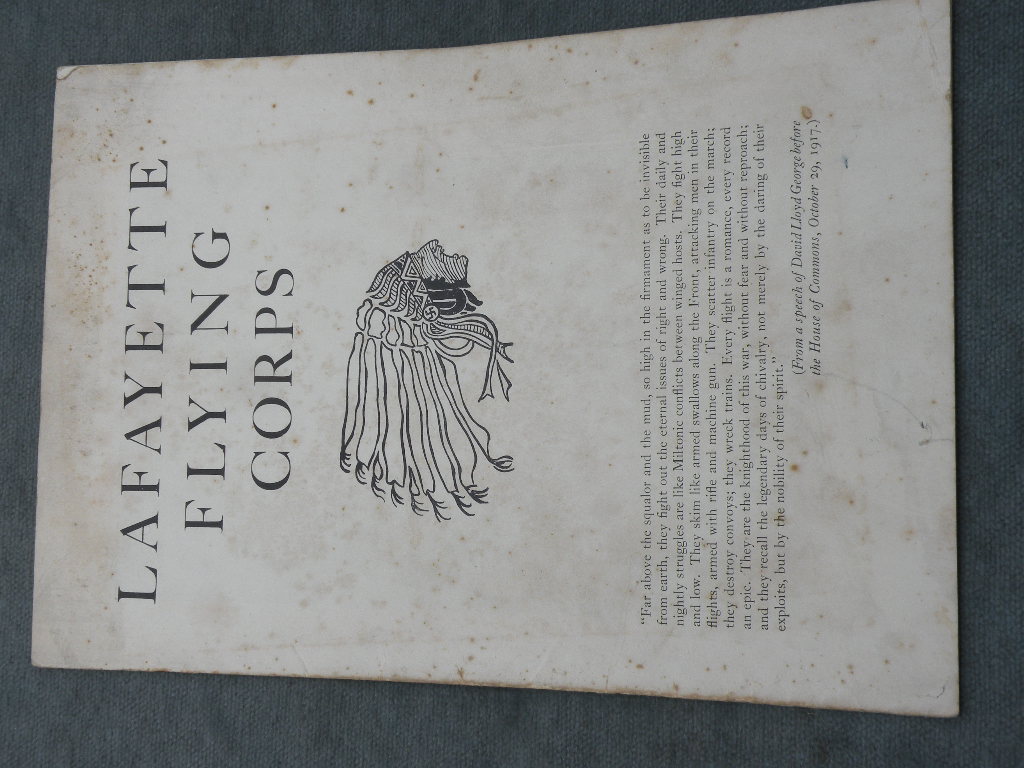 LAFAYETTE
FLYING
CORPS
"Far above the squalor and the mud, so high in the firmament as to be invisible
from earth, they fight out the eternal issues of right and wrong. Their daily and
nightly struggles are like Miltonic conflicts between winged hosts. They fight high
and low. They skim like armed swallows along the Front, attacking men in their
flights, armed with rifle and machine gun. They scatter infantry on the march;
they destroy convoys; they wreck trains. Every flight is a romance, every record
an epic. They are the knighthood of this war, without fear and without reproach;
and they recall the legendary days of chivalry, not merely by the daring of their
exploits, but by the nobility of their spirit."
(From a speech of David Lloyd George before
the House of Commons, October 29, 1917.)